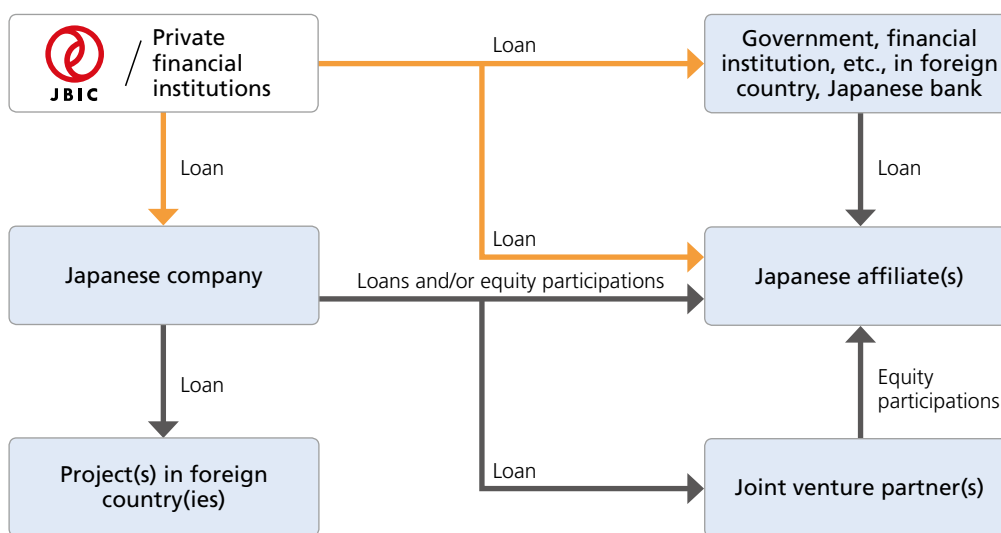 JBIC
/ Private
financial
institutions
Loan
Government, financial
institution, etc., in foreign
country, Japanese bank
Loan
Loan
Loan
Japanese company
Loans and/or equity participations
Japanese affiliate(s)
Loan
Equity
participations
Project(s) in foreign
country(ies)
Loan
Joint venture partner(s)